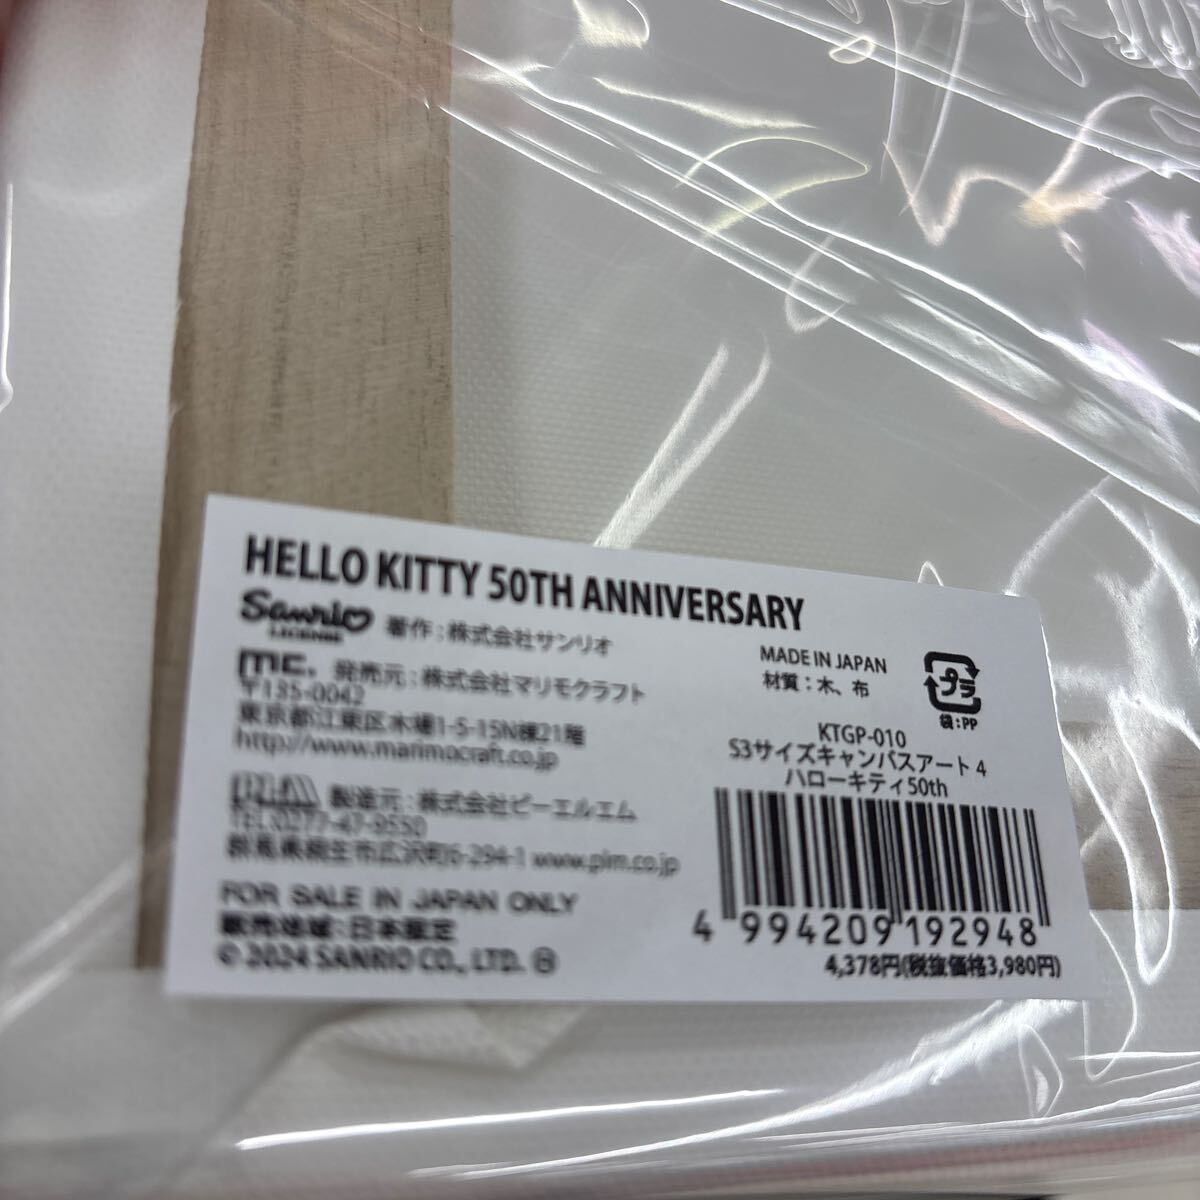 HELLO KITTY 50TH ANNIVERSARY
Sanrio
LICENSE
著作：株式会社サンリオ
mc. 発売元：株式会社マリモクラフト
〒135-0042
東京都江東区木場1-5-15N棟21階
http://www.marimocraft.co.jp
製造元：株式会社ピーエルエム
TEL:0277-47-9550
群馬県桐生市広沢町6-294-1 www.plm.co.jp
FOR SALE IN JAPAN ONLY
販売地域：日本限定
© 2024 SANRIO CO., LTD. Ⓗ
MADE IN JAPAN
材質：木、布
プラ
袋：PP
KTGP-010
S3サイズキャンバスアート 4
ハローキティ50th
4 994209 192948
4,378円(税抜価格3,980円)